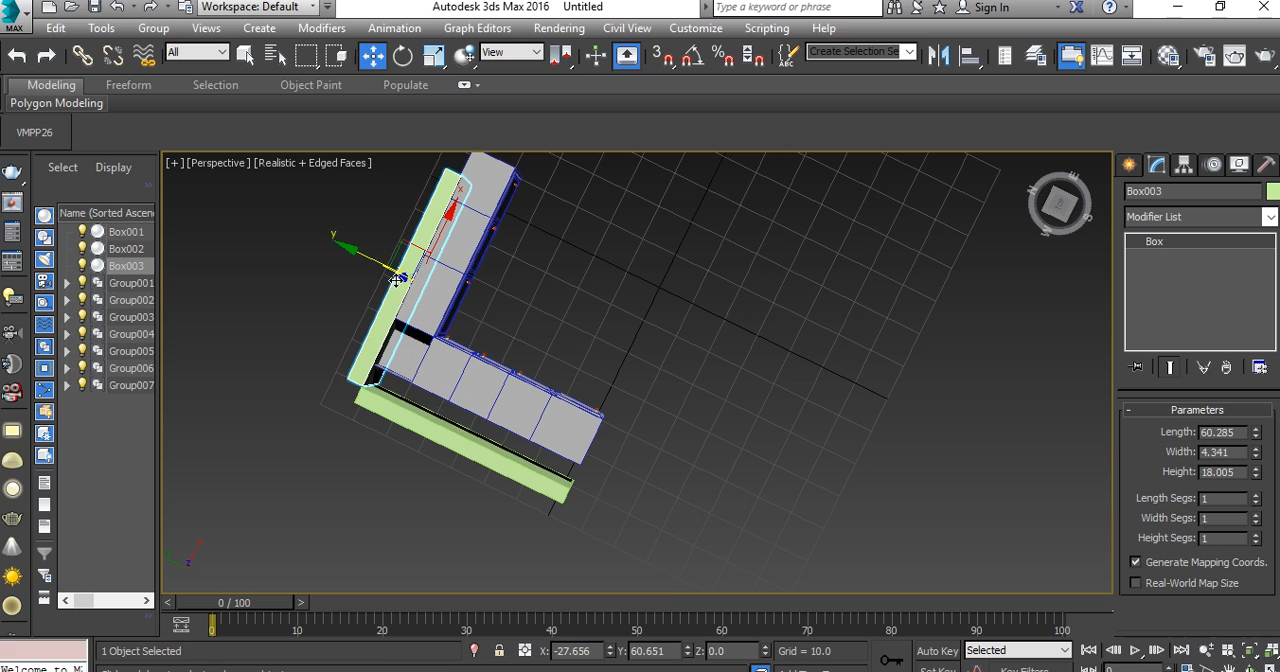 Workspace: Default
Autodesk 3ds Max 2016 Untitled
Type a keyword or phrase
Sign In
MAX
Edit Tools Group Views Create Modifiers Animation Graph Editors Rendering Civil View Customize Scripting Help
All
View
Create Selection Se
Modeling Freeform Selection Object Paint Populate
Polygon Modeling
VMPP26
Select Display
Name (Sorted Ascen
Box001
Box002
Box003
Group001
Group002
Group003
Group004
Group005
Group006
Group007
[+] [Perspective] [Realistic + Edged Faces]
x
y
z
Box003
Modifier List
Box
- Parameters
Length: 60.285
Width: 4.341
Height: 18.005
Length Segs: 1
Width Segs: 1
Height Segs: 1
Generate Mapping Coords.
Real-World Map Size
< 0 / 100 >
0 10 20 30 40 50 60 70 80 90 100
1 Object Selected
X: -27.656 Y: 60.651 Z: 0.0
Grid = 10.0
Auto Key Selected
Welcome to M